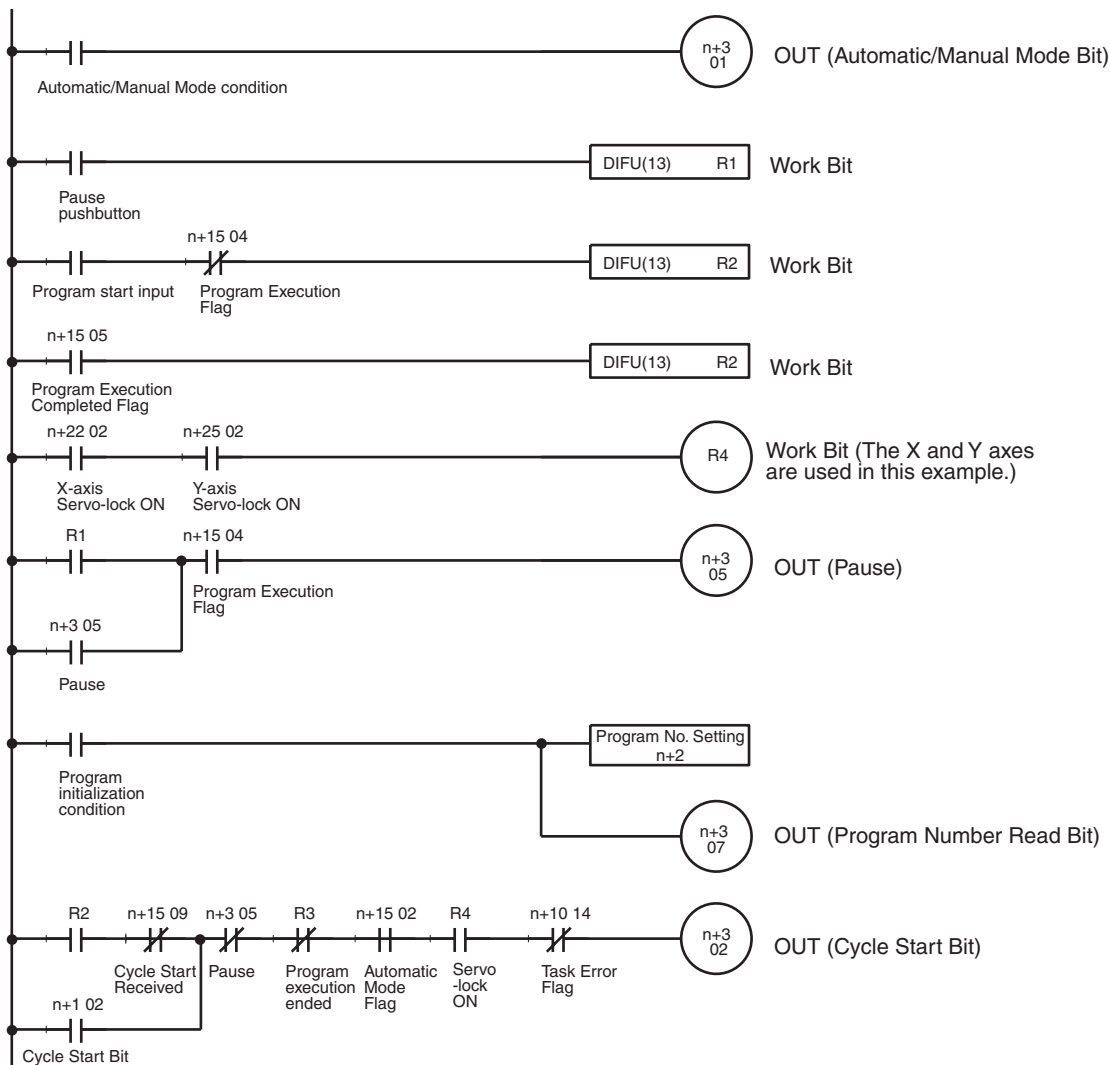 n+3
01
OUT (Automatic/Manual Mode Bit)
Automatic/Manual Mode condition
DIFU(13) R1
Work Bit
Pause
pushbutton
n+15 04
DIFU(13) R2
Work Bit
Program start input
Program Execution
Flag
n+15 05
DIFU(13) R2
Work Bit
Program Execution
Completed Flag
n+22 02
n+25 02
R4
Work Bit (The X and Y axes
are used in this example.)
X-axis
Servo-lock ON
Y-axis
Servo-lock ON
R1
n+15 04
n+3
05
OUT (Pause)
Program Execution
Flag
n+3 05
Pause
Program No. Setting
n+2
Program
initialization
condition
n+3
07
OUT (Program Number Read Bit)
R2
n+15 09
n+3 05
R3
n+15 02
R4
n+10 14
n+3
02
OUT (Cycle Start Bit)
Cycle Start
Received
Pause
Program
execution
ended
Automatic
Mode
Flag
Servo
-lock
ON
Task Error
Flag
n+1 02
Cycle Start Bit